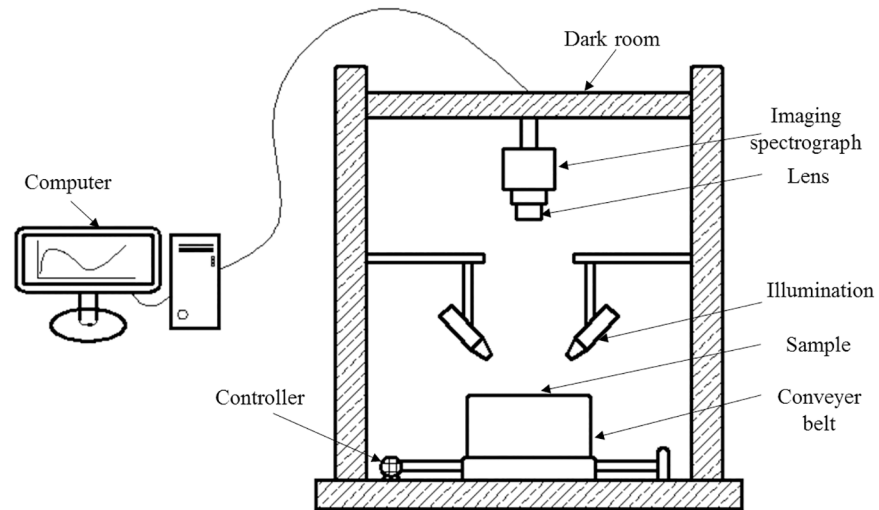 Dark room
Imaging
spectrograph
Lens
Computer
Illumination
Sample
Controller
Conveyer
belt